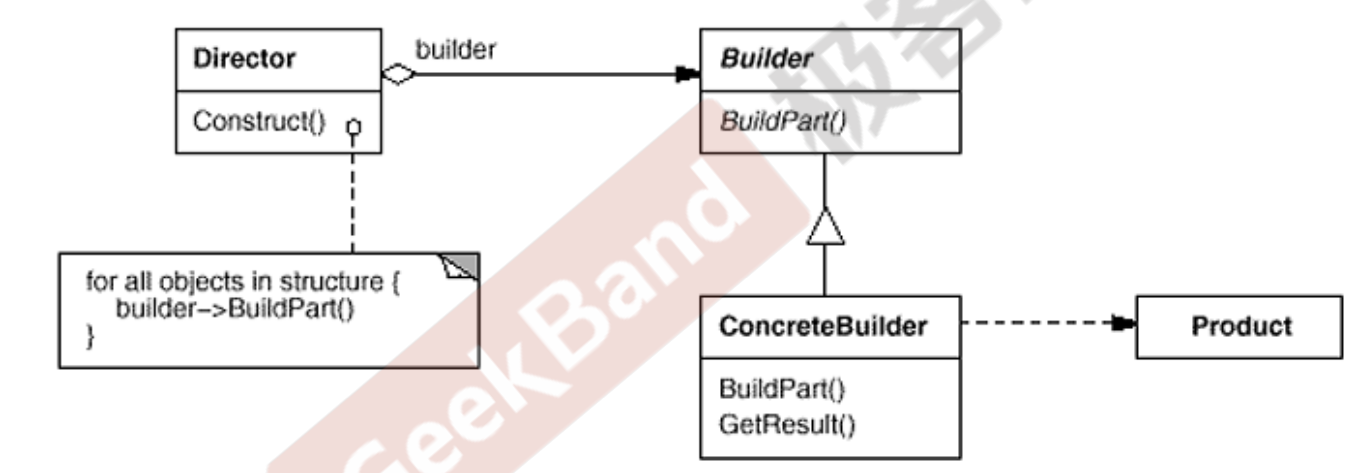 Director
Construct()
builder
Builder
BuildPart()
for all objects in structure {
builder–>BuildPart()
}
ConcreteBuilder
BuildPart()
GetResult()
Product
GeekBand
极客